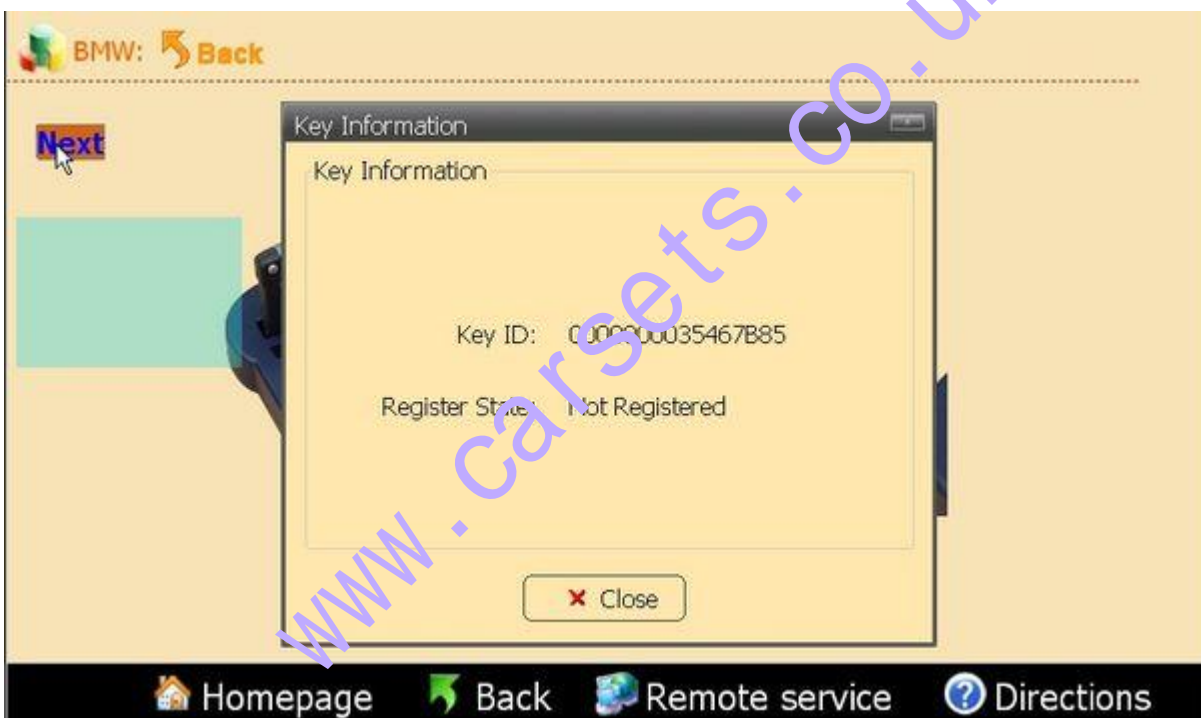 BMW: Back
Next
Key Information
Key Information
Key ID: 0000000035467B85
Register State: Not Registered
Close
Homepage Back Remote service Directions
www.carsets.co.u